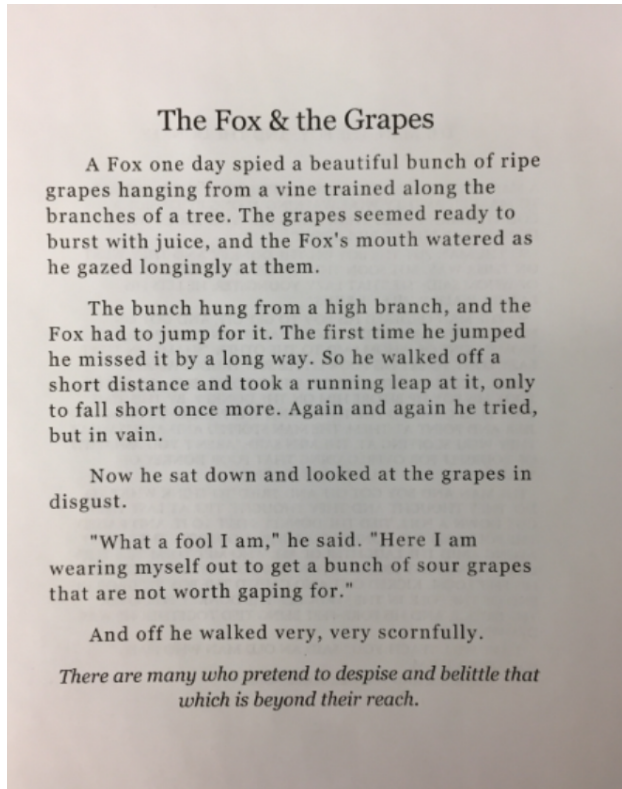 The Fox & the Grapes
A Fox one day spied a beautiful bunch of ripe
grapes hanging from a vine trained along the
branches of a tree. The grapes seemed ready to
burst with juice, and the Fox's mouth watered as
he gazed longingly at them.
The bunch hung from a high branch, and the
Fox had to jump for it. The first time he jumped
he missed it by a long way. So he walked off a
short distance and took a running leap at it, only
to fall short once more. Again and again he tried,
but in vain.
Now he sat down and looked at the grapes in
disgust.
"What a fool I am," he said. "Here I am
wearing myself out to get a bunch of sour grapes
that are not worth gaping for."
And off he walked very, very scornfully.
There are many who pretend to despise and belittle that
which is beyond their reach.